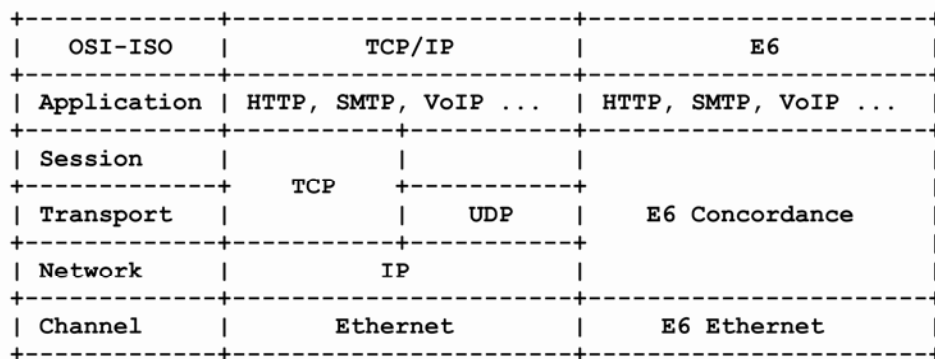 OSI-ISO TCP/IP E6
Application HTTP, SMTP, VoIP ... HTTP, SMTP, VoIP ...
Session
TCP
Transport UDP E6 Concordance
Network IP
Channel Ethernet E6 Ethernet